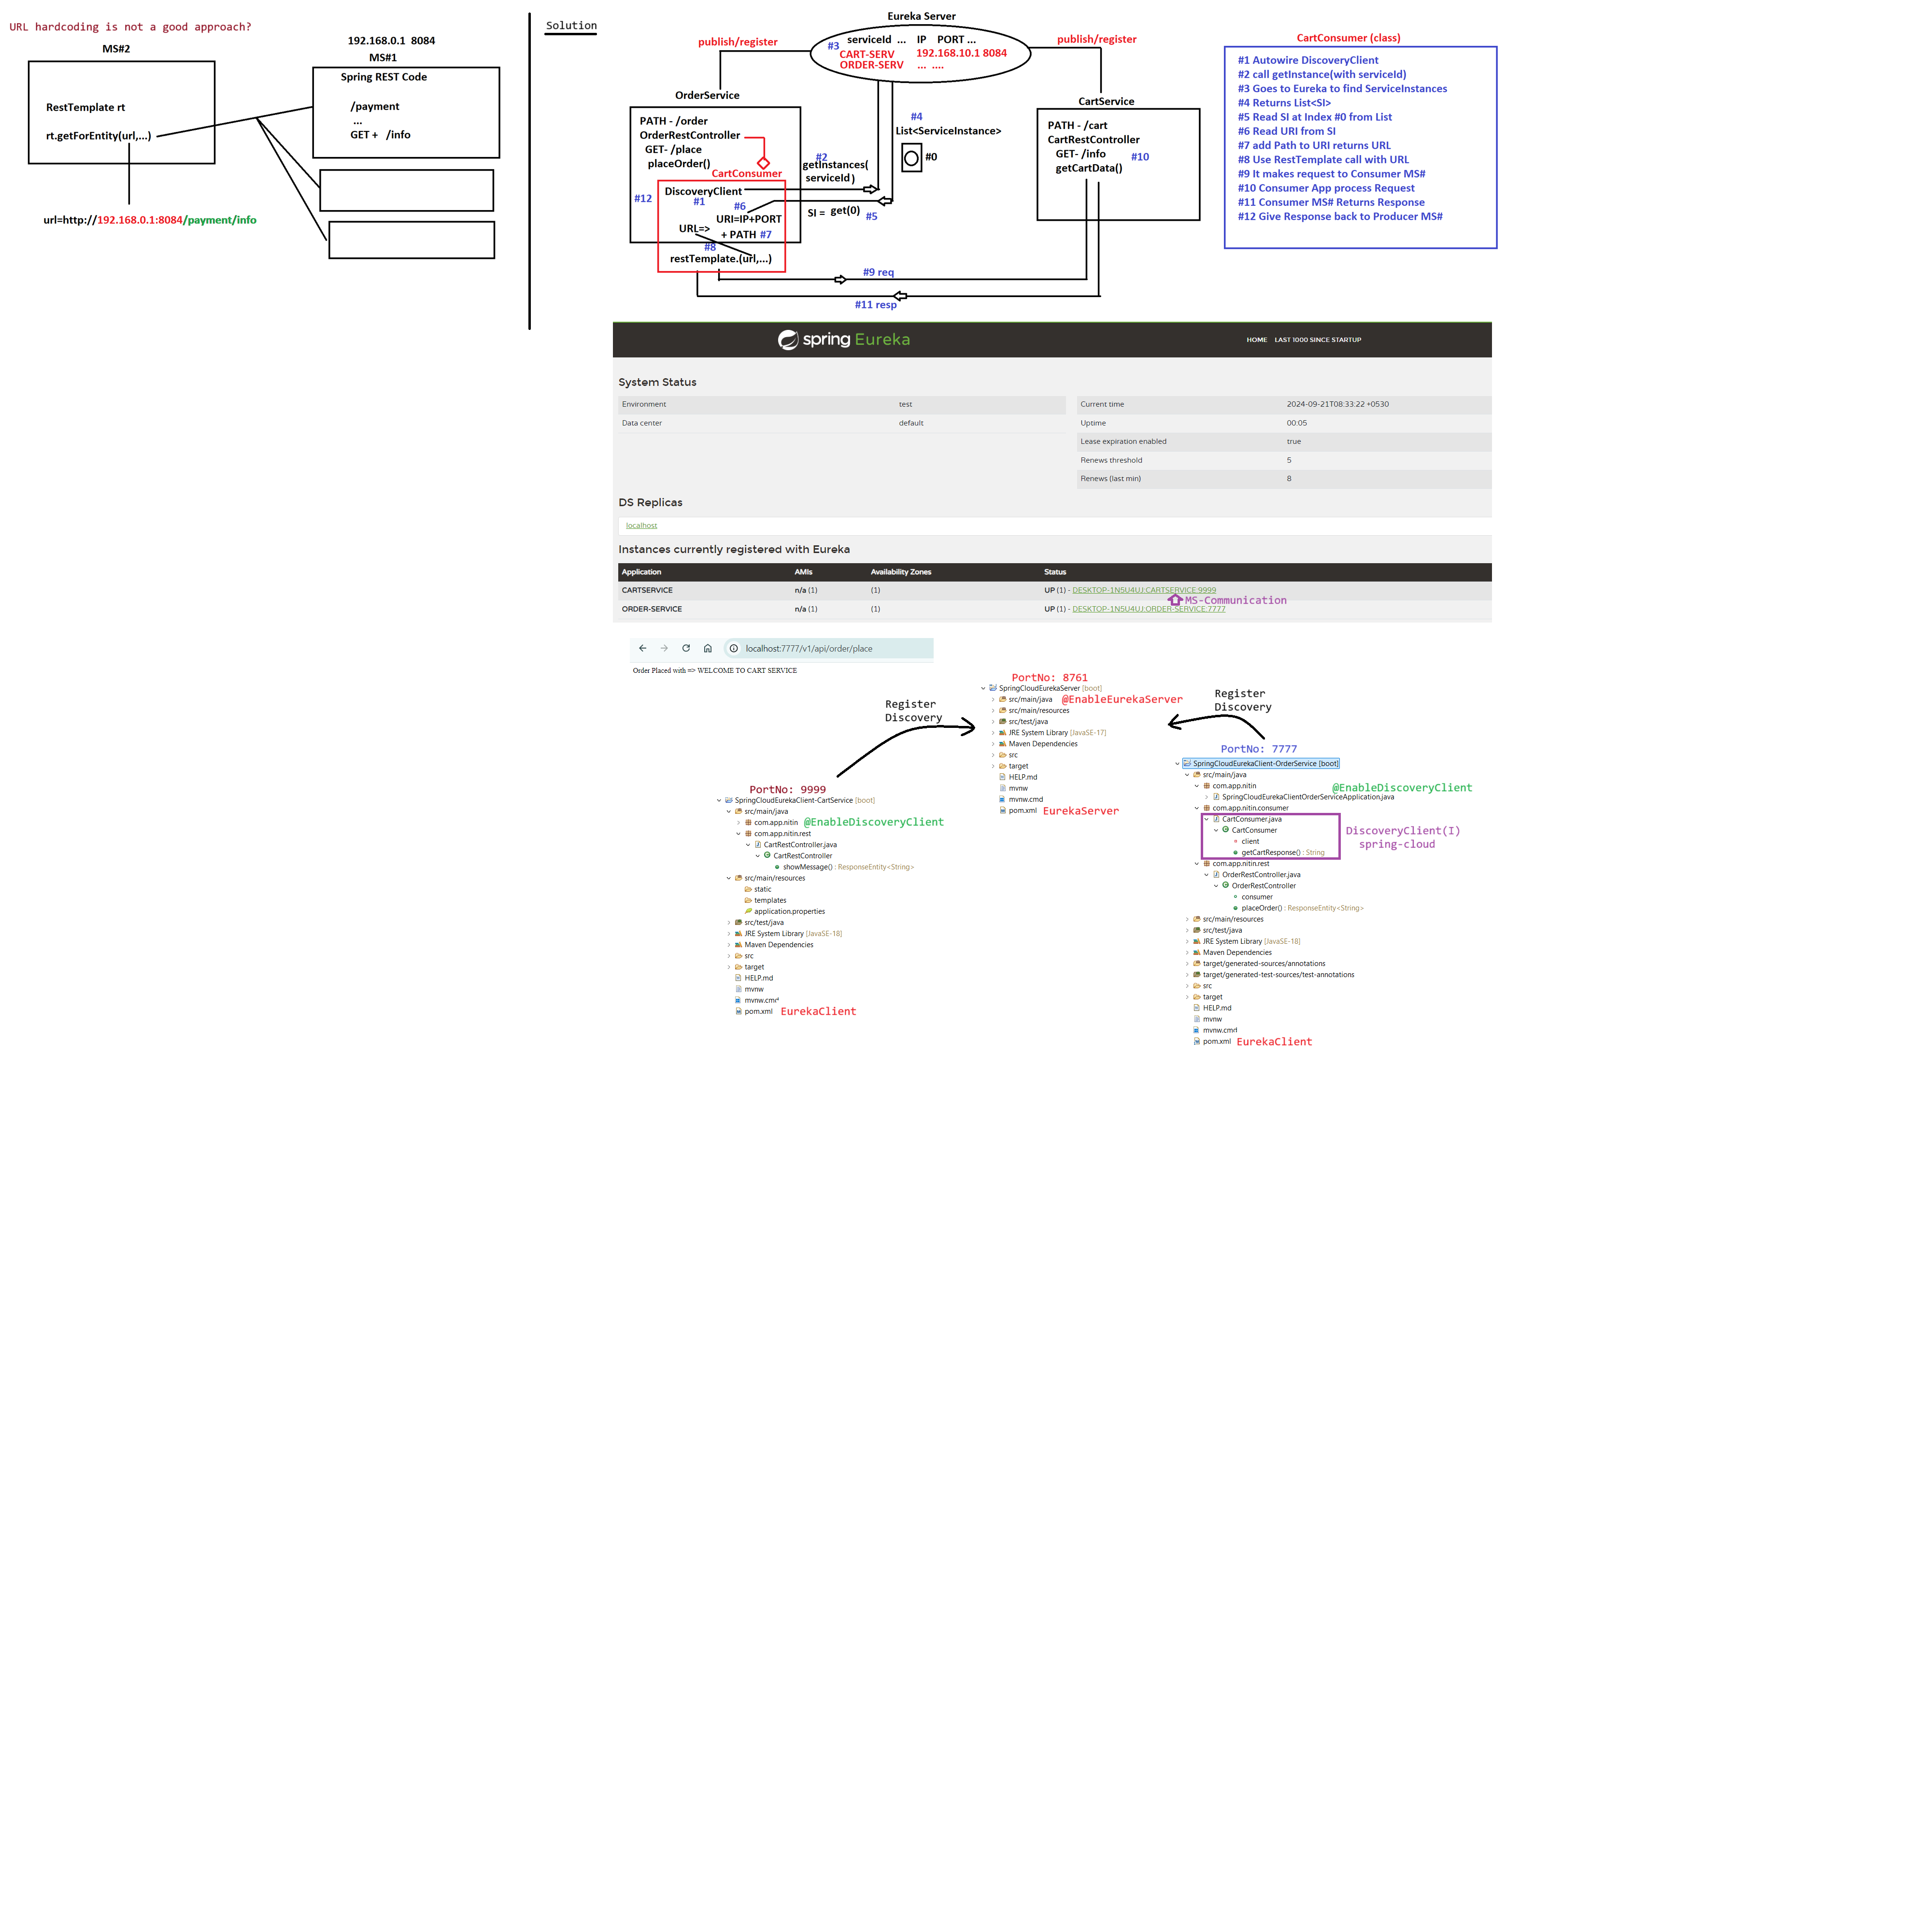 URL hardcoding is not a good approach?
MS#2
192.168.0.1 8084
MS#1
Spring REST Code
/payment
...
GET + /info
RestTemplate rt
rt.getForEntity(url,...)
url=http://192.168.0.1:8084/payment/info
Solution
Eureka Server
serviceId ... IP PORT ...
#3
CART-SERV 192.168.10.1 8084
ORDER-SERV ... ....
publish/register
publish/register
OrderService
PATH - /order
OrderRestController
GET- /place
placeOrder()
CartConsumer
#12
DiscoveryClient
#1
#6
URI=IP+PORT
URL=>
+ PATH #7
#8
restTemplate.(url,...)
#2
getInstances(
serviceId)
SI = get(0)
#5
#4
List<ServiceInstance>
#0
CartService
PATH - /cart
CartRestController
GET- /info
#10
getCartData()
#9 req
#11 resp
CartConsumer (class)
#1 Autowire DiscoveryClient
#2 call getInstance(with serviceId)
#3 Goes to Eureka to find ServiceInstances
#4 Returns List<SI>
#5 Read SI at Index #0 from List
#6 Read URI from SI
#7 add Path to URI returns URL
#8 Use RestTemplate call with URL
#9 It makes request to Consumer MS#
#10 Consumer App process Request
#11 Consumer MS# Returns Response
#12 Give Response back to Producer MS#
spring Eureka
HOME LAST 1000 SINCE STARTUP
System Status
Environment test
Data center default
Current time 2024-09-21T08:33:22 +0530
Uptime 00:05
Lease expiration enabled true
Renews threshold 5
Renews (last min) 8
DS Replicas
localhost
Instances currently registered with Eureka
Application AMIs Availability Zones Status
CARTSERVICE n/a (1) (1) UP (1) - DESKTOP-1N5U4UJ:CARTSERVICE:9999
MS-Communication
ORDER-SERVICE n/a (1) (1) UP (1) - DESKTOP-1N5U4UJ:ORDER-SERVICE:7777
localhost:7777/v1/api/order/place
Order Placed with => WELCOME TO CART SERVICE
Register
Discovery
PortNo: 8761
SpringCloudEurekaServer [boot]
src/main/java @EnableEurekaServer
src/main/resources
src/test/java
JRE System Library [JavaSE-17]
Maven Dependencies
src
target
HELP.md
mvnw
mvnw.cmd
pom.xml EurekaServer
Register
Discovery
PortNo: 9999
SpringCloudEurekaClient-CartService [boot]
src/main/java
com.app.nitin @EnableDiscoveryClient
com.app.nitin.rest
CartRestController.java
CartRestController
showMessage() : ResponseEntity<String>
src/main/resources
static
templates
application.properties
src/test/java
JRE System Library [JavaSE-18]
Maven Dependencies
src
target
HELP.md
mvnw
mvnw.cmd
pom.xml EurekaClient
PortNo: 7777
SpringCloudEurekaClient-OrderService [boot]
src/main/java
com.app.nitin
@EnableDiscoveryClient
SpringCloudEurekaClientOrderServiceApplication.java
com.app.nitin.consumer
CartConsumer.java
CartConsumer
client
getCartResponse() : String
DiscoveryClient(I)
spring-cloud
com.app.nitin.rest
OrderRestController.java
OrderRestController
consumer
placeOrder() : ResponseEntity<String>
src/main/resources
src/test/java
JRE System Library [JavaSE-18]
Maven Dependencies
target/generated-sources/annotations
target/generated-test-sources/test-annotations
src
target
HELP.md
mvnw
mvnw.cmd
pom.xml EurekaClient